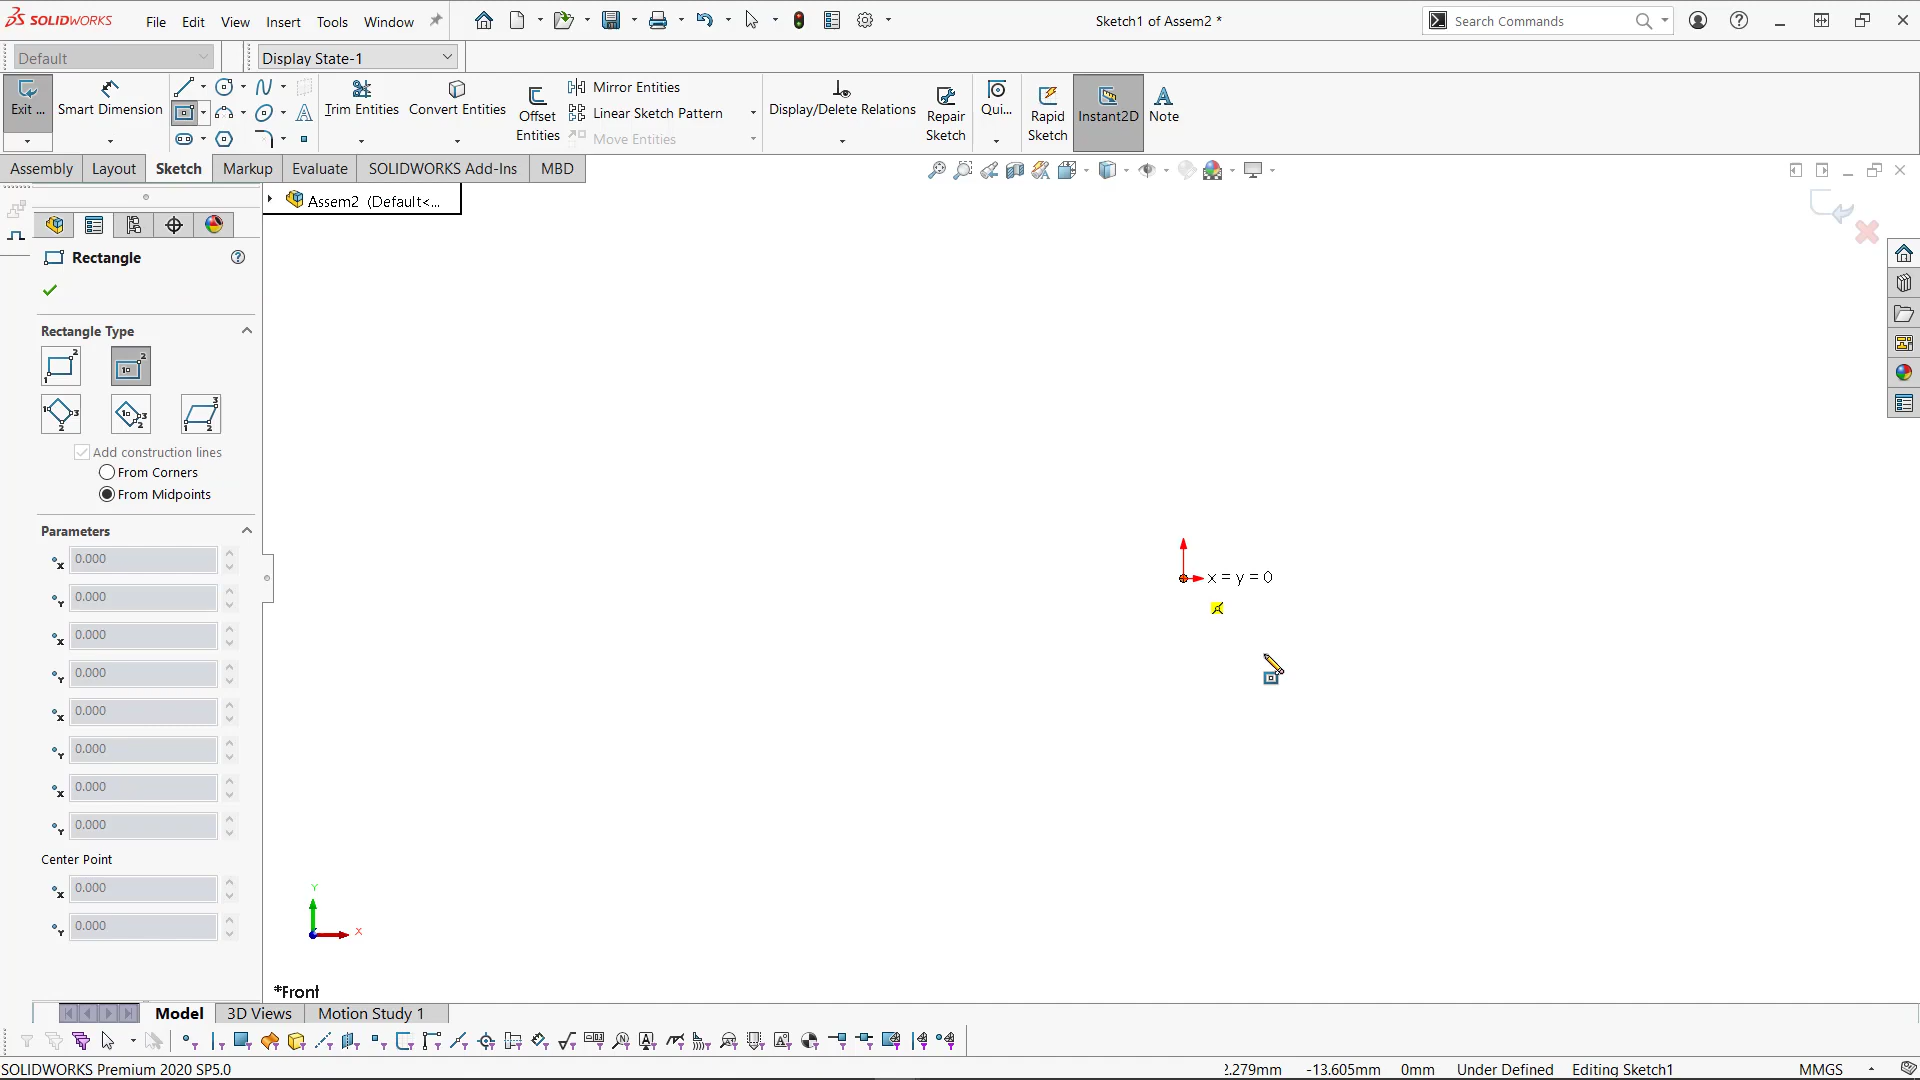 SOLIDWORKS File Edit View Insert Tools Window Sketch1 of Assem2 * Search Commands
Default Display State-1
Exit ... Smart Dimension Trim Entities Convert Entities Offset Entities Mirror Entities Linear Sketch Pattern Move Entities Display/Delete Relations Repair Sketch Qui... Rapid Sketch Instant2D Note
Assembly Layout Sketch Markup Evaluate SOLIDWORKS Add-Ins MBD
Assem2 (Default<...
Rectangle
Rectangle Type
Add construction lines
From Corners
From Midpoints
Parameters
0.000
0.000
0.000
0.000
0.000
0.000
0.000
0.000
Center Point
0.000
0.000
x = y = 0
Y
X
*Front
Model 3D Views Motion Study 1
SOLIDWORKS Premium 2020 SP5.0 -13.605mm 0mm Under Defined Editing Sketch1 MMGS